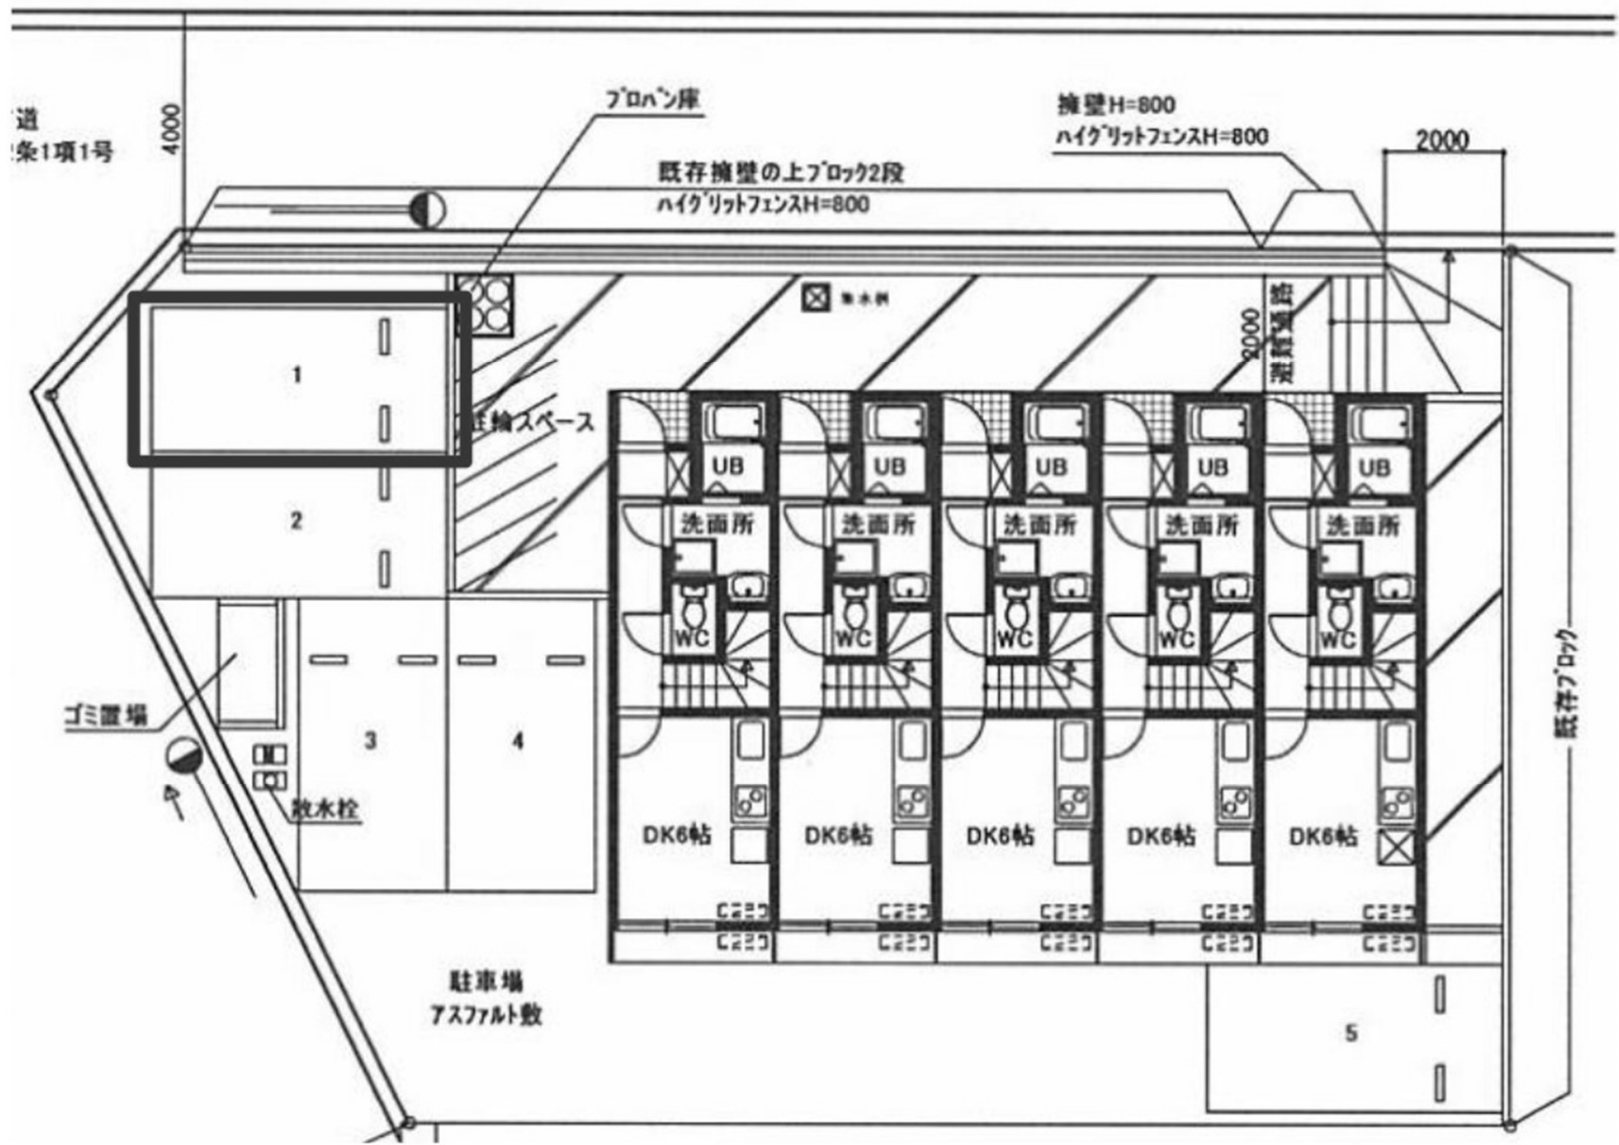 道
条1項1号
4000
プロパン庫
擁壁H=800
ハイグリットフェンスH=800
2000
既存擁壁の上ブロック2段
ハイグリットフェンスH=800
集水桝
2000
避難通路
1
駐輪スペース
2
UB
UB
UB
UB
UB
洗面所
洗面所
洗面所
洗面所
洗面所
WC
WC
WC
WC
WC
ゴミ置場
3
4
M
散水栓
DK6帖
DK6帖
DK6帖
DK6帖
DK6帖
既存ブロック
駐車場
アスファルト敷
5